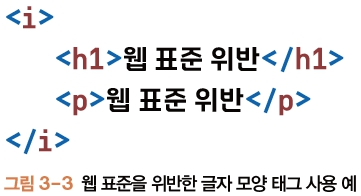 <i>
<h1>웹 표준 위반</h1>
<p>웹 표준 위반</p>
</i>
그림 3-3 웹 표준을 위반한 글자 모양 태그 사용 예